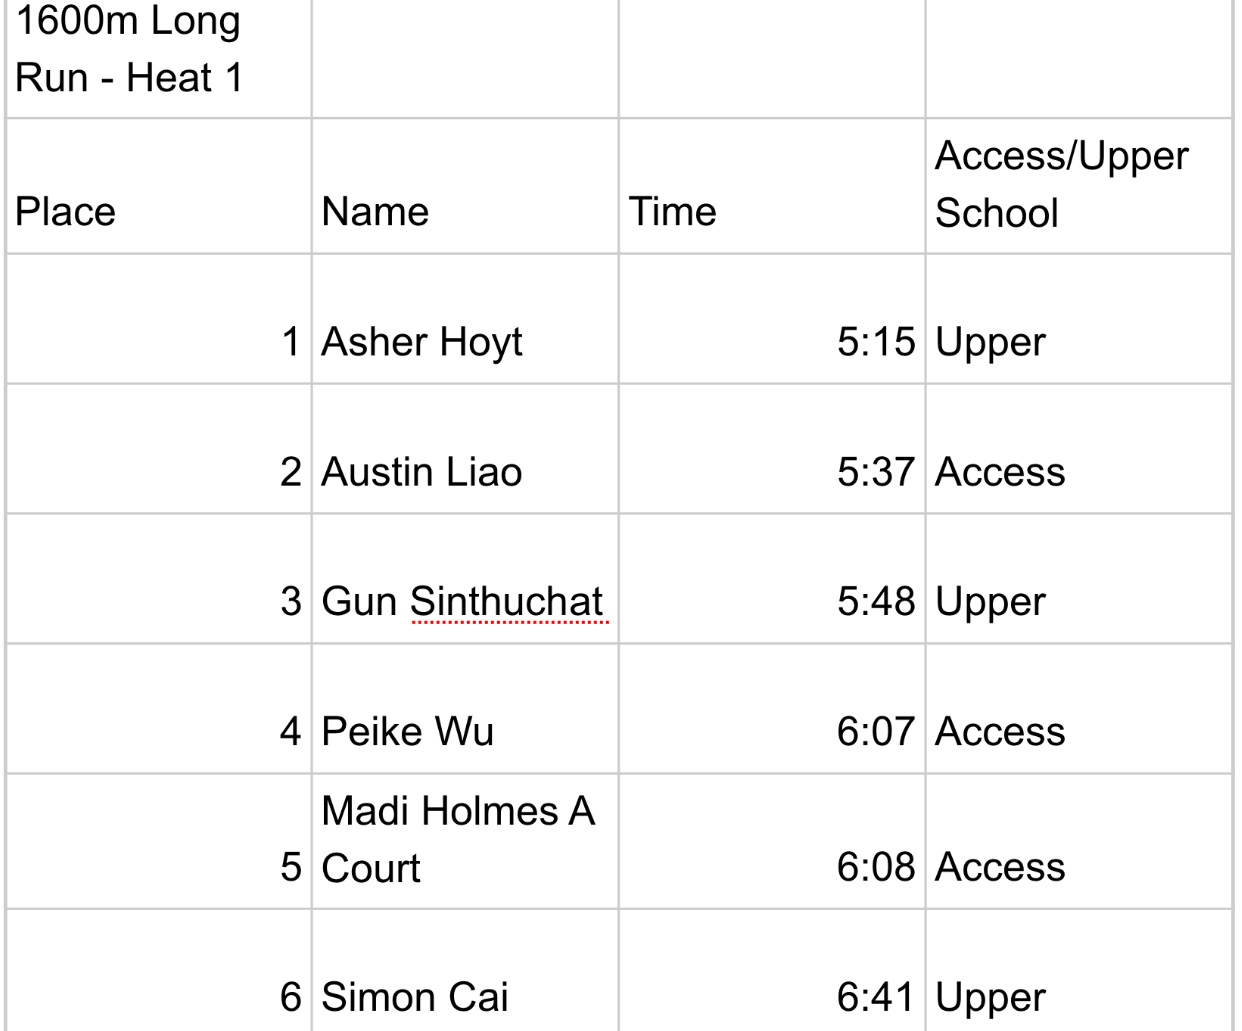 1600m Long
Run - Heat 1
Place Name Time Access/Upper School
1 Asher Hoyt 5:15 Upper
2 Austin Liao 5:37 Access
3 Gun Sinthuchat 5:48 Upper
4 Peike Wu 6:07 Access
5 Madi Holmes A Court 6:08 Access
6 Simon Cai 6:41 Upper